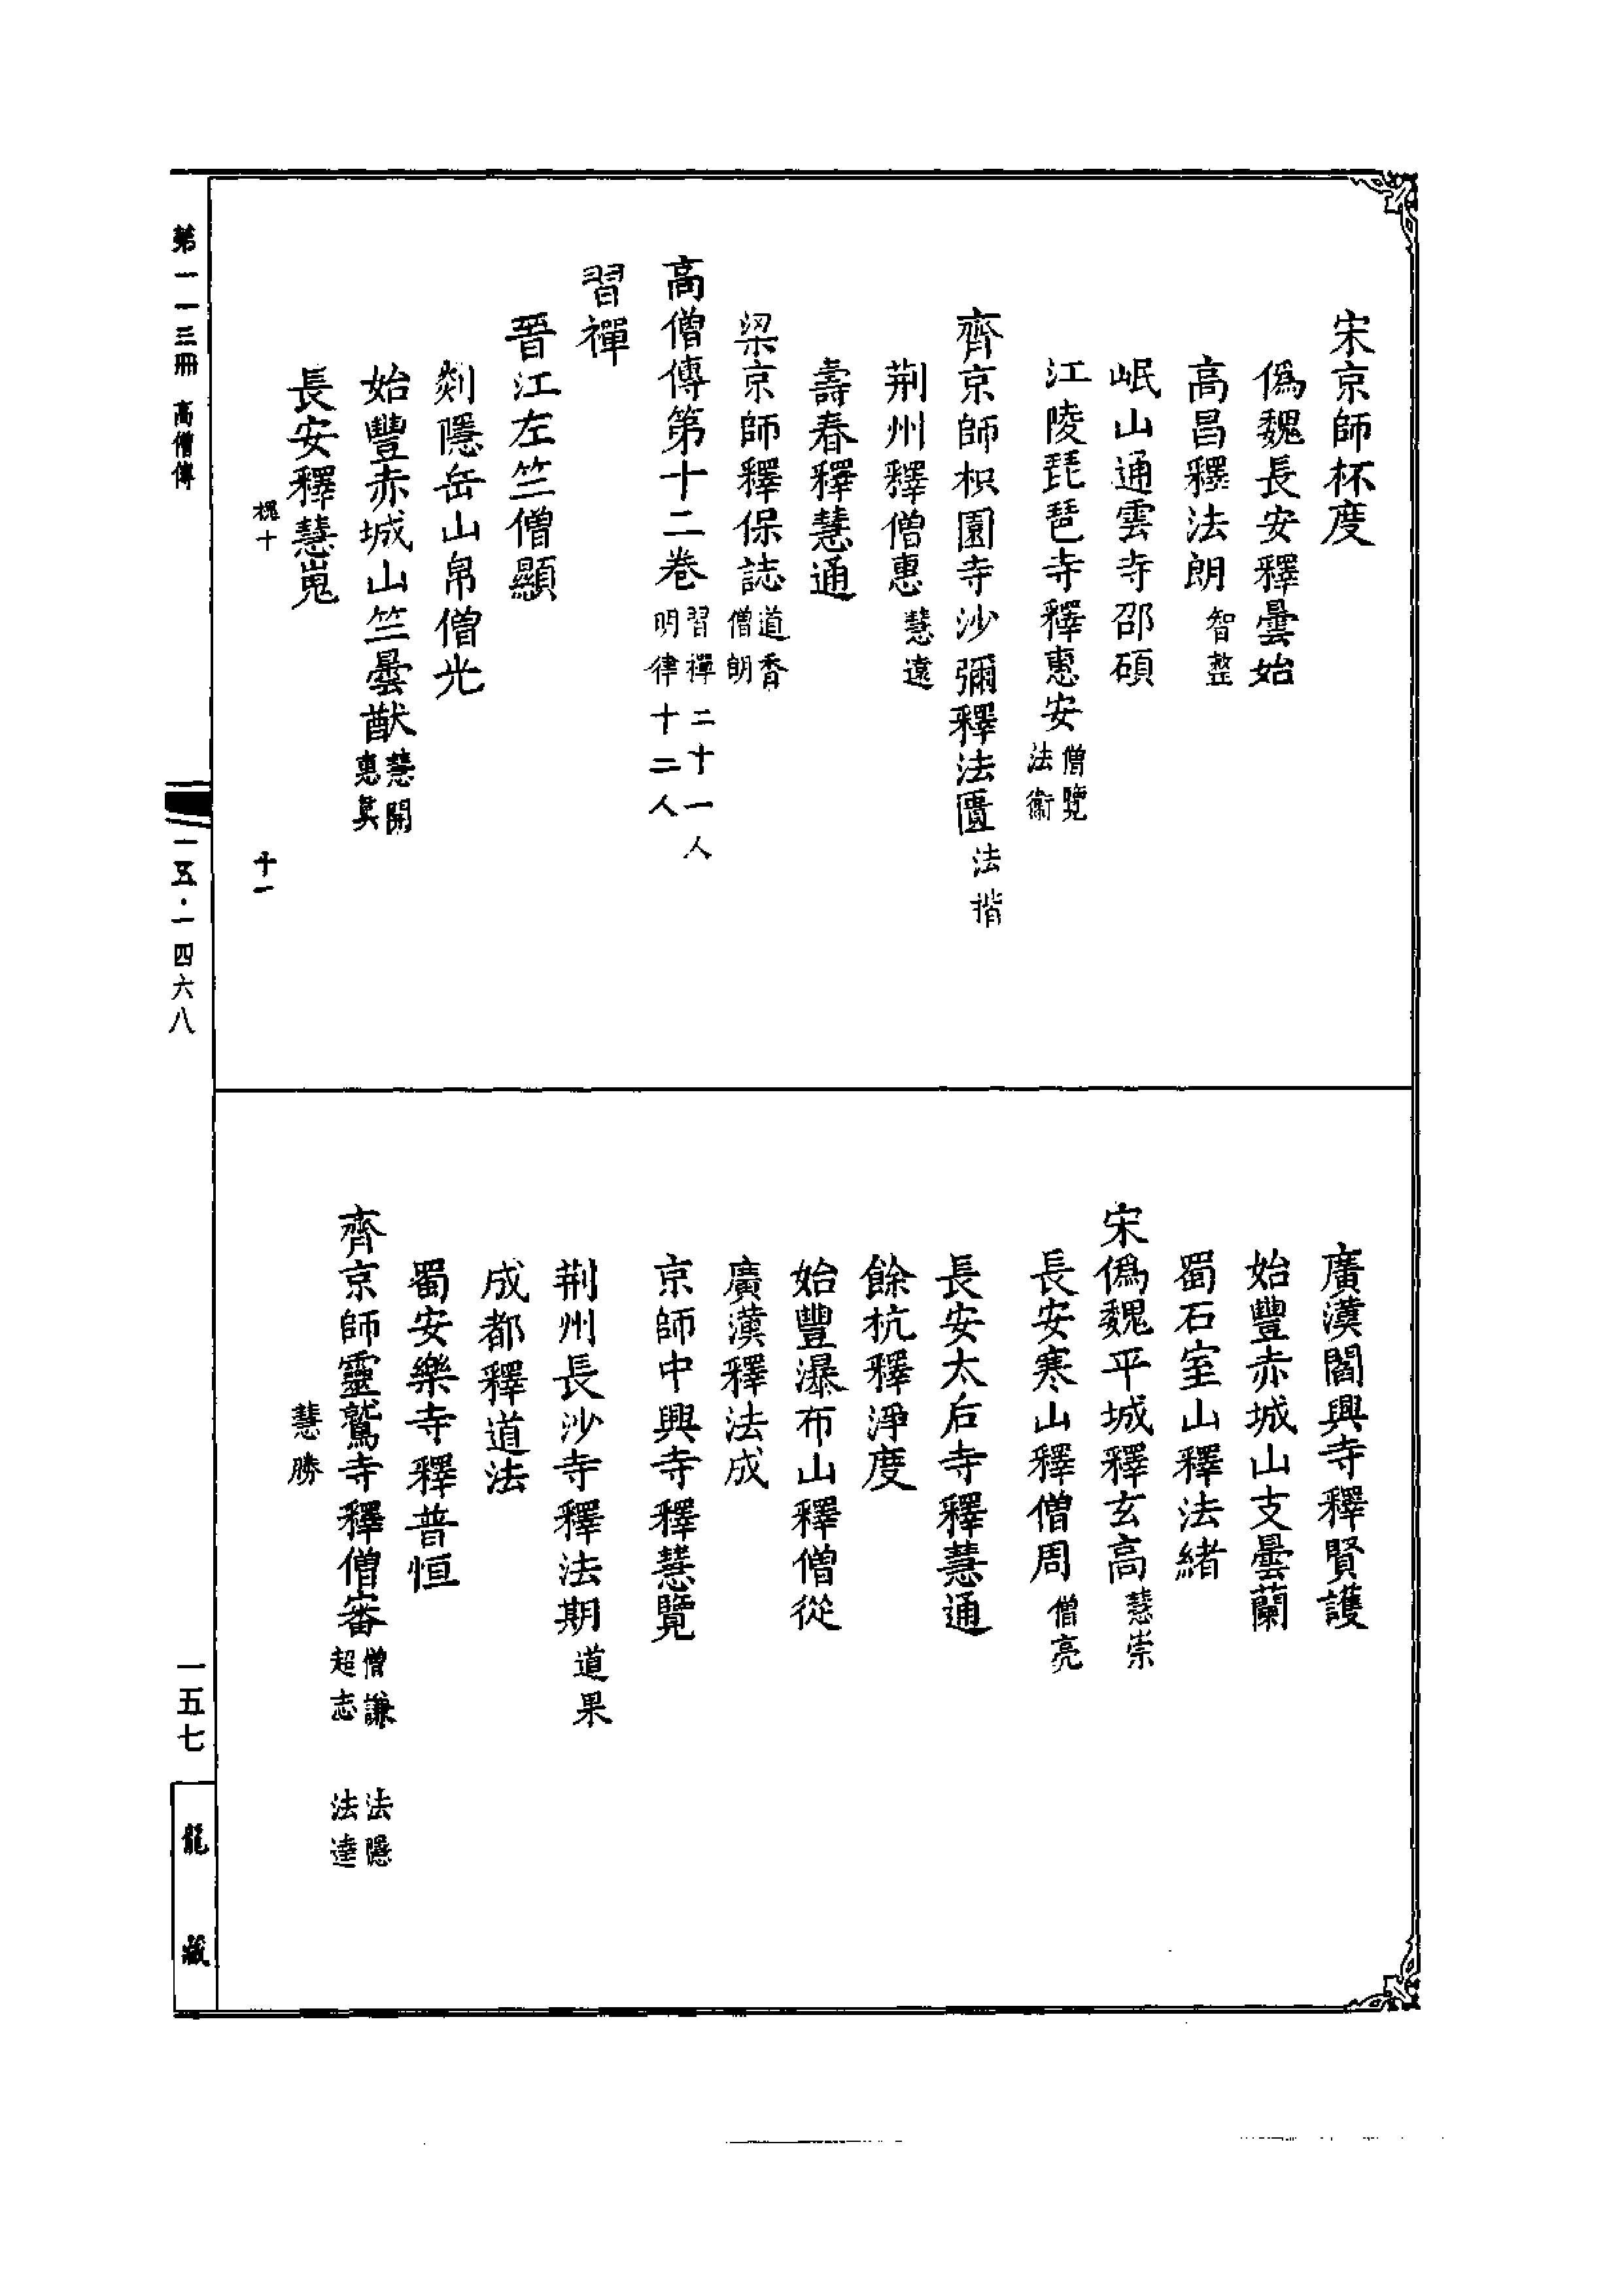 宋京師杯度
偽魏長安釋曇始
高昌釋法朗 智整
岷山通雲寺邵碩
江陵琵琶寺釋惠安 僧覽 法衛
齊京師枳園寺沙彌釋法匱 法揩
荆州釋僧惠 慧遠
壽春釋慧通
梁京師釋保誌 道香 僧朗
高僧傳第十二卷 習禪二十一人 明律十二人
習禪
晉江左竺僧顯
剡隱岳山帛僧光
始豐赤城山竺曇猷 慧開 惠真
長安釋慧嵬
槐十
十一
廣漢閻興寺釋賢護
始豐赤城山支曇蘭
蜀石室山釋法緒
宋偽魏平城釋玄高 慧崇
長安寒山釋僧周 僧亮
長安太后寺釋慧通
餘杭釋淨度
始豐瀑布山釋僧從
廣漢釋法成
京師中興寺釋慧覽
荆州長沙寺釋法期 道果
成都釋道法
蜀安樂寺釋普恒
齊京師靈鷲寺釋僧審 僧謙 超志 法隱 法達
慧勝
第一一三冊 高僧傳
一五·一四六八
一五七
龍藏